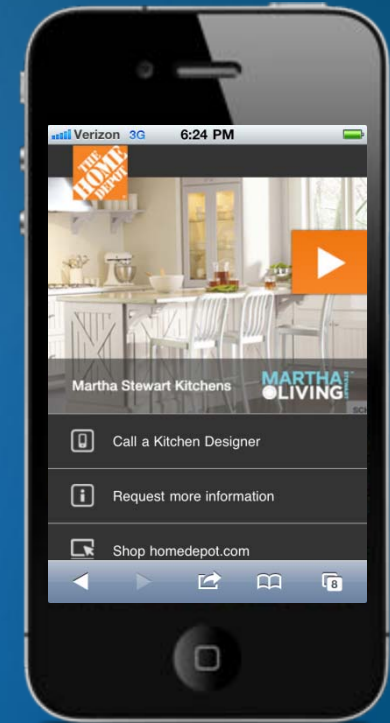 Verizon 3G 6:24 PM
THE
HOME
DEPOT
Martha Stewart Kitchens
MARTHA
STEWART
LIVING
Call a Kitchen Designer
Request more information
Shop homedepot.com
8